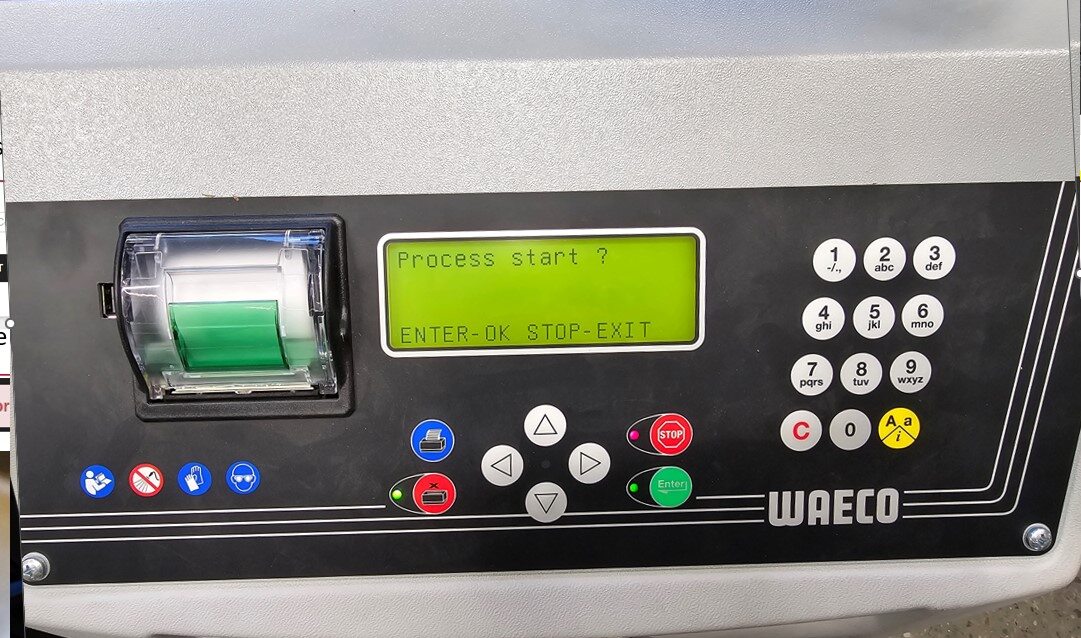 Process start ?
ENTER-OK STOP-EXIT
1 2 3
-/., abc def
4 5 6
ghi jkl mno
7 8 9
pqrs tuv wxyz
C 0 A a
i
STOP
Enter
WAECO